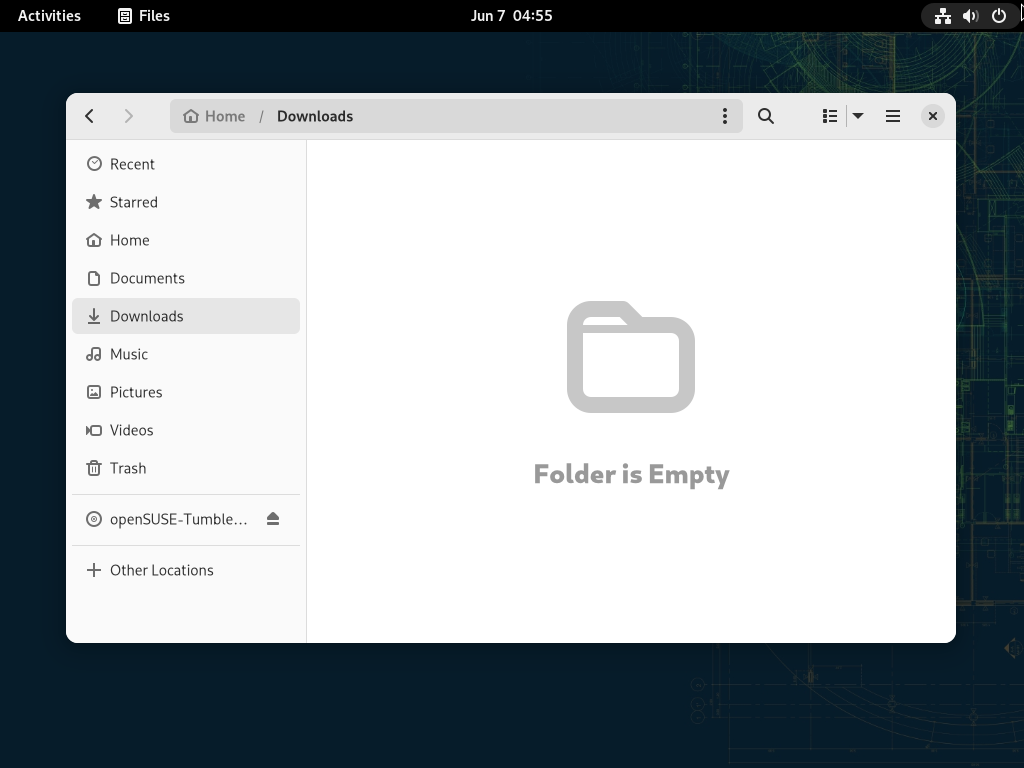 Activities
Files
Jun 7 04:55
Home / Downloads
Recent
Starred
Home
Documents
Downloads
Music
Pictures
Videos
Trash
openSUSE-Tumble…
Other Locations
Folder is Empty